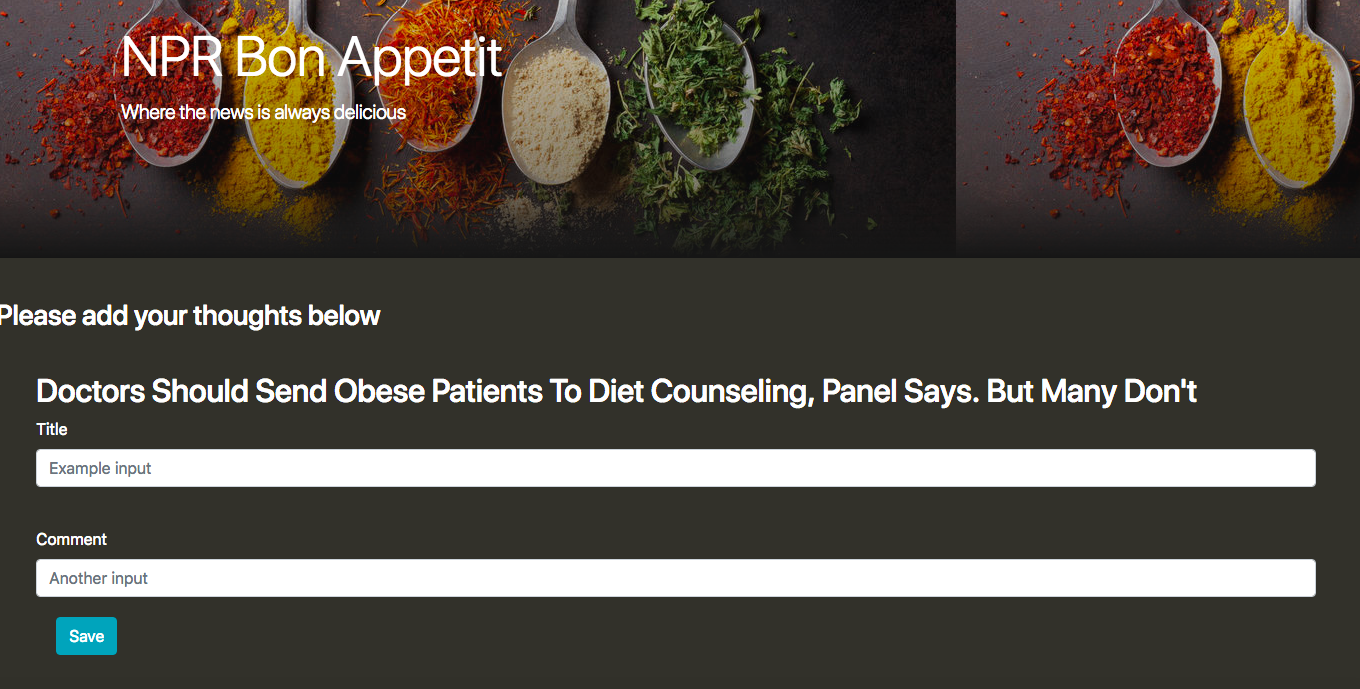 NPR Bon Appetit
Where the news is always delicious
Please add your thoughts below
Doctors Should Send Obese Patients To Diet Counseling, Panel Says. But Many Don't
Title
Example input
Comment
Another input
Save